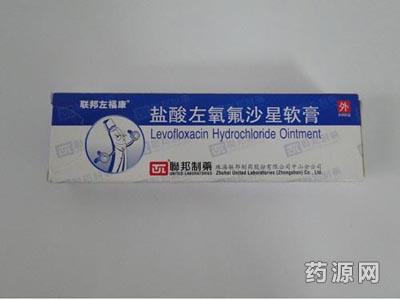 联邦左福康®
盐酸左氧氟沙星软膏
Levofloxacin Hydrochloride Ointment
外
聯邦制藥
UNITED LABORATORIES
珠海联邦制药股份有限公司中山分公司
Zhuhai United Laboratories (Zhongshan) Co., Ltd.
药源网